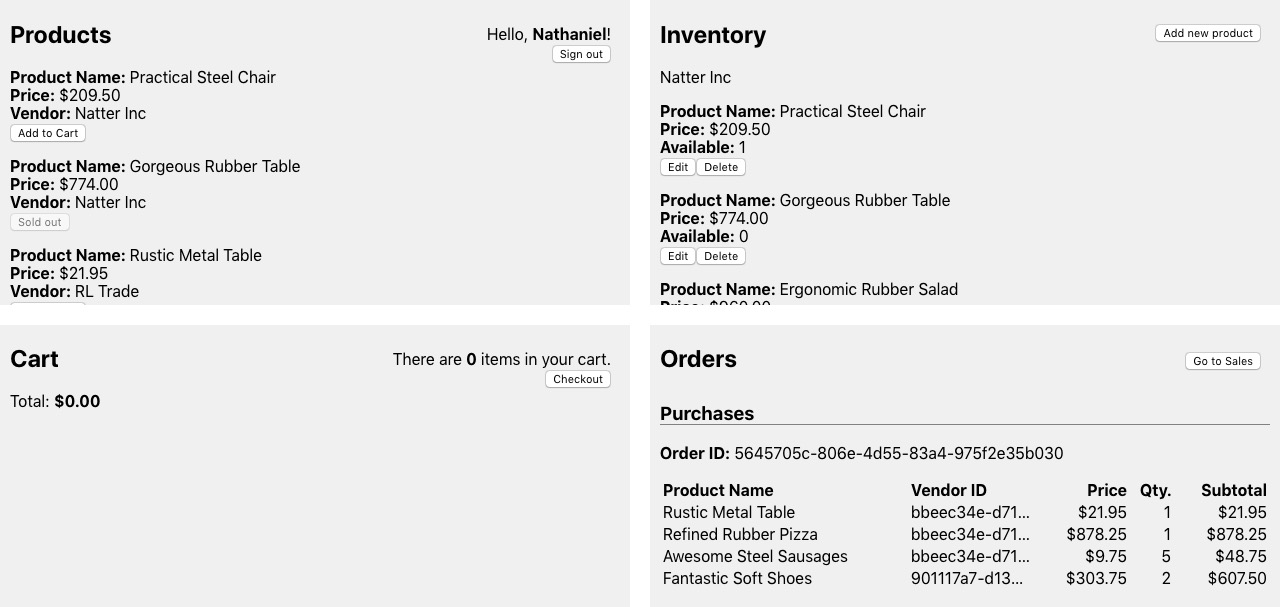 Products
Hello, Nathaniel!
Sign out
Product Name: Practical Steel Chair
Price: $209.50
Vendor: Natter Inc
Add to Cart
Product Name: Gorgeous Rubber Table
Price: $774.00
Vendor: Natter Inc
Sold out
Product Name: Rustic Metal Table
Price: $21.95
Vendor: RL Trade
Inventory
Add new product
Natter Inc
Product Name: Practical Steel Chair
Price: $209.50
Available: 1
Edit Delete
Product Name: Gorgeous Rubber Table
Price: $774.00
Available: 0
Edit Delete
Product Name: Ergonomic Rubber Salad
Price:
Cart
There are 0 items in your cart.
Checkout
Total: $0.00
Orders
Go to Sales
Purchases
Order ID: 5645705c-806e-4d55-83a4-975f2e35b030
Product Name Vendor ID Price Qty. Subtotal
Rustic Metal Table bbeec34e-d71... $21.95 1 $21.95
Refined Rubber Pizza bbeec34e-d71... $878.25 1 $878.25
Awesome Steel Sausages bbeec34e-d71... $9.75 5 $48.75
Fantastic Soft Shoes 901117a7-d13... $303.75 2 $607.50